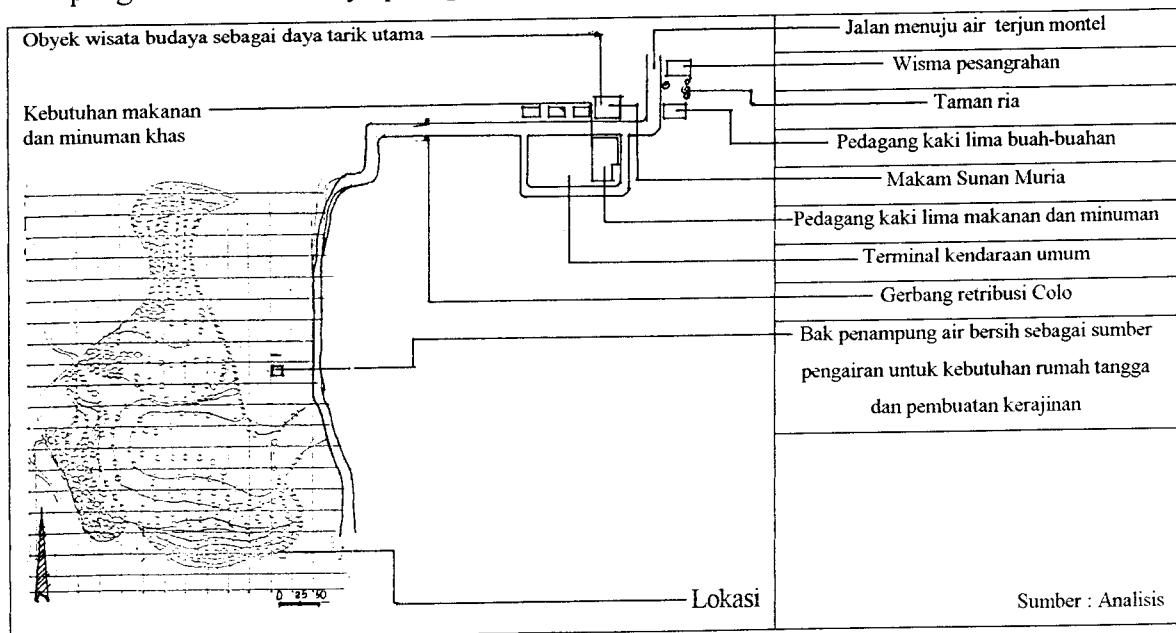 Obyek wisata budaya sebagai daya tarik utama
Kebutuhan makanan
dan minuman khas
Jalan menuju air terjun montel
Wisma pesangrahan
Taman ria
Pedagang kaki lima buah-buahan
Makam Sunan Muria
Pedagang kaki lima makanan dan minuman
Terminal kendaraan umum
Gerbang retribusi Colo
Bak penampung air bersih sebagai sumber
pengairan untuk kebutuhan rumah tangga
dan pembuatan kerajinan
0 25 50
Lokasi
Sumber : Analisis